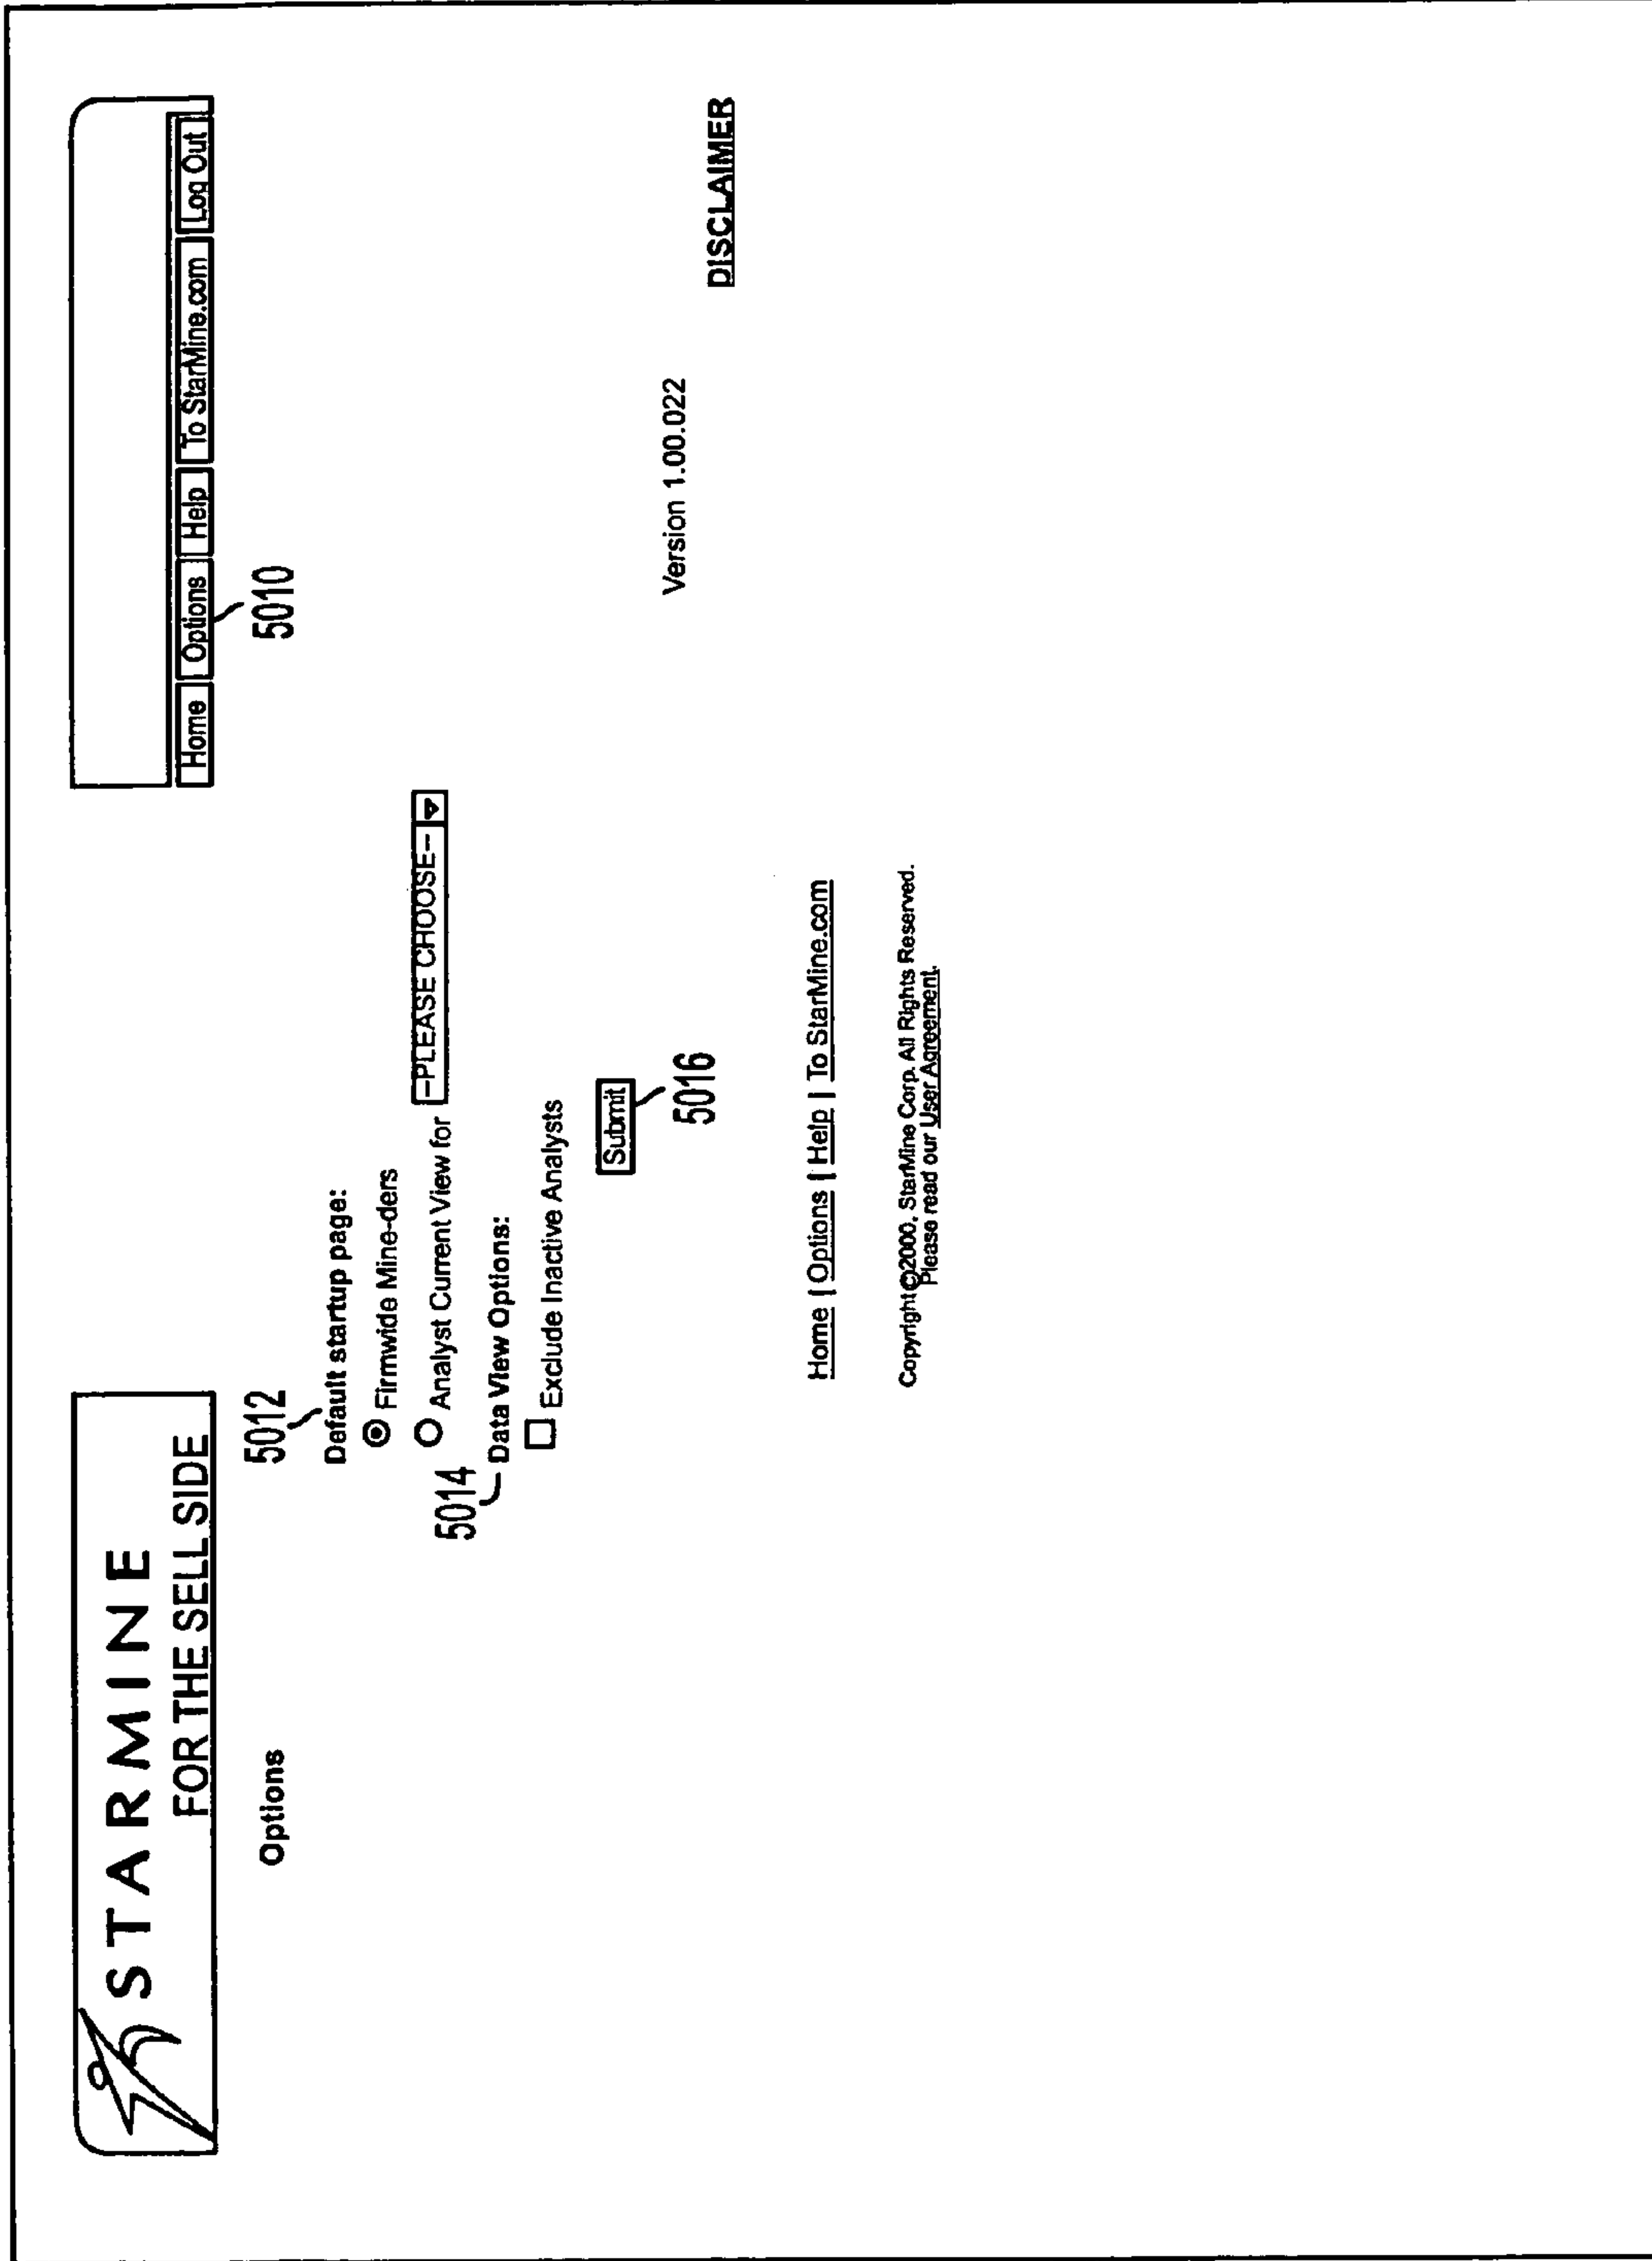 STARMINE
FOR THE SELL SIDE
Home Options Help To StarMine.com Log Out
5010
Options
5012
Default startup page:
Firmwide Mine-ders
Analyst Current View for –PLEASE CHOOSE--
5014
Data View Options:
Exclude Inactive Analysts
Submit
5016
Version 1.00.022
DISCLAIMER
Home | Options | Help | To StarMine.com
Copyright©2000, StarMine Corp. All Rights Reserved.
Please read our User Agreement.